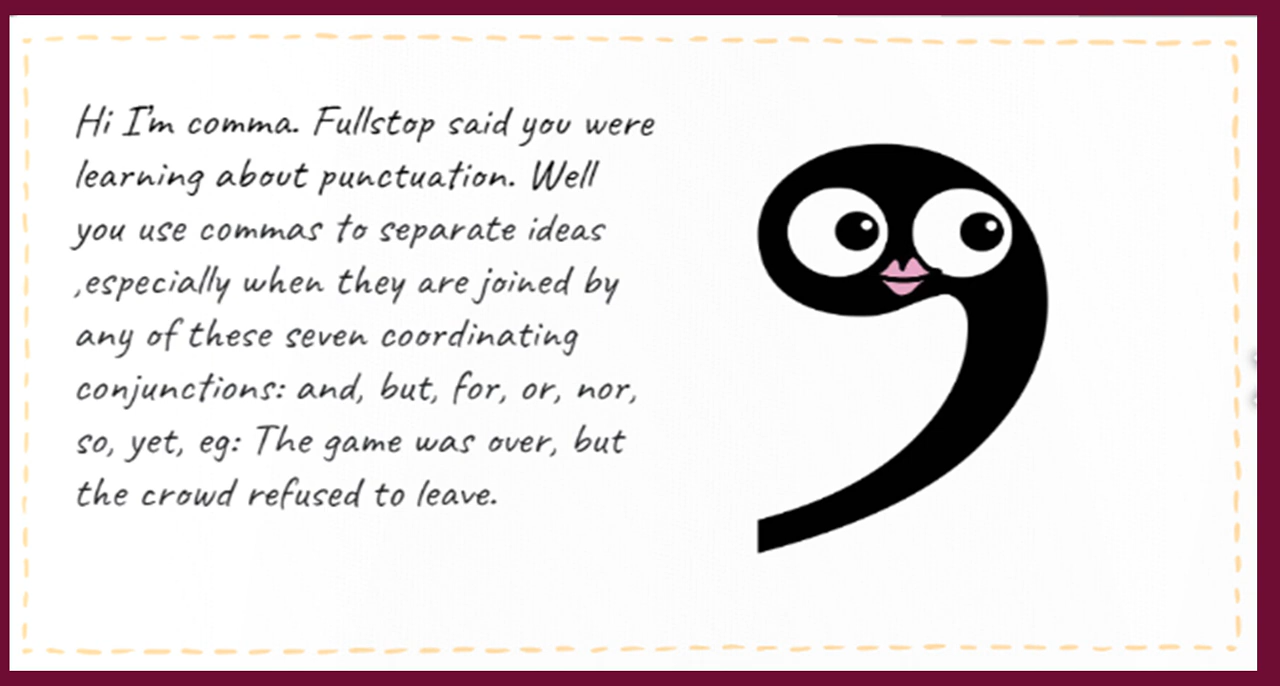 Hi I'm comma. Fullstop said you were
learning about punctuation. Well
you use commas to separate ideas
,especially when they are joined by
any of these seven coordinating
conjunctions: and, but, for, or, nor,
so, yet, eg: The game was over, but
the crowd refused to leave.